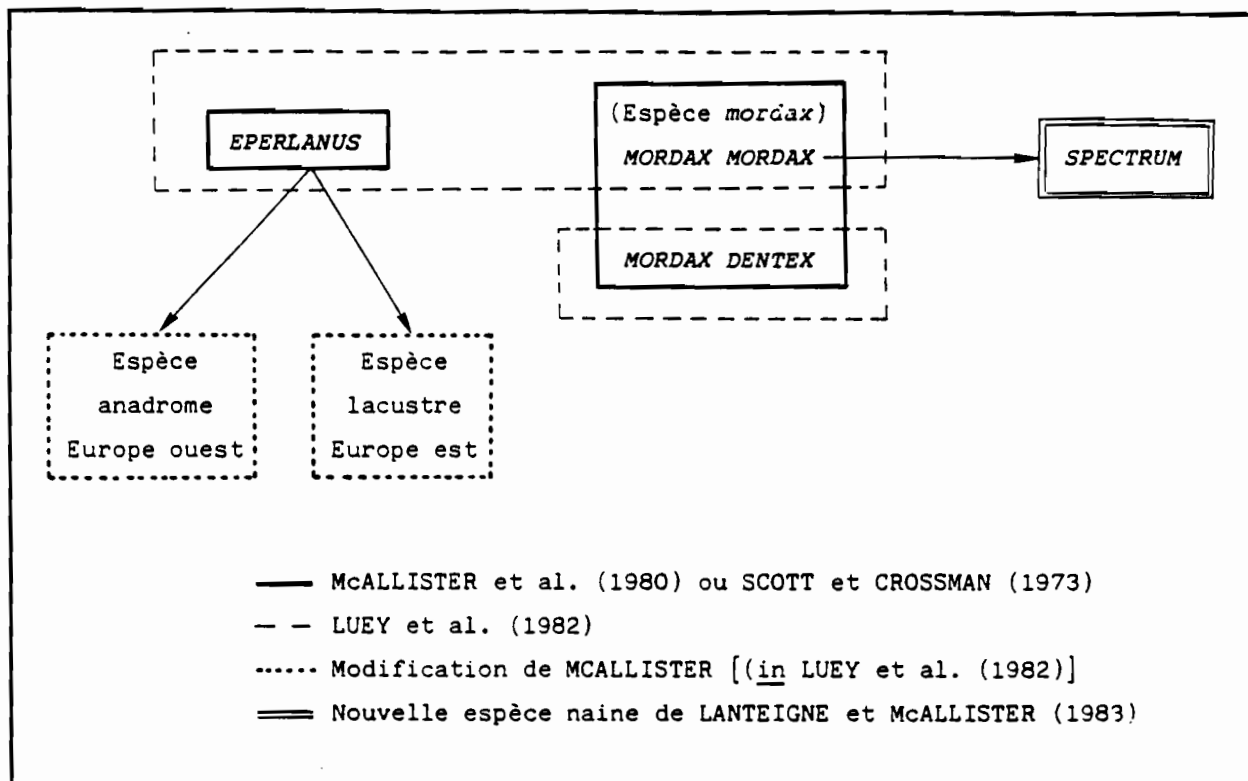 (Espèce mordax)
EPERLANUS
MORDAX MORDAX
SPECTRUM
MORDAX DENTEX
Espèce
anadrome
Europe ouest
Espèce
lacustre
Europe est
McALLISTER et al. (1980) ou SCOTT et CROSSMAN (1973)
LUEY et al. (1982)
Modification de MCALLISTER [(in LUEY et al. (1982)]
Nouvelle espèce naine de LANTEIGNE et McALLISTER (1983)